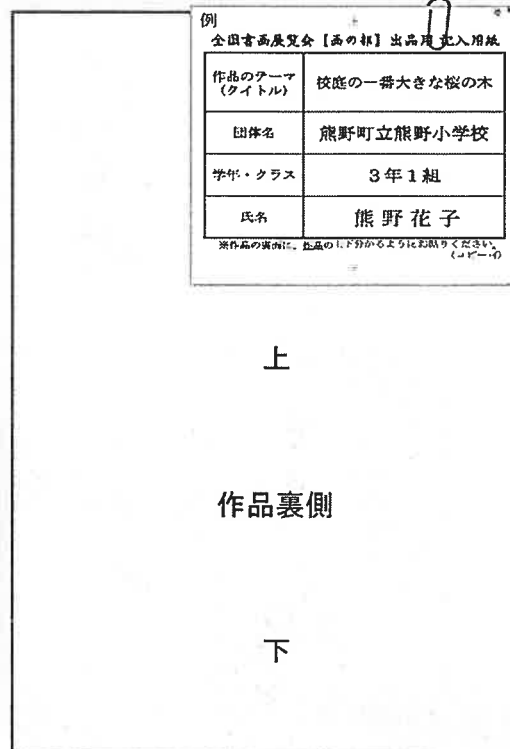 例
全国書画展覧会【画の部】出品用記入用紙
作品のテーマ
(タイトル)
校庭の一番大きな桜の木
団体名
熊野町立熊野小学校
学年・クラス
3年1組
氏名
熊野花子
※作品の裏面に、作品の上下分かるようにお貼りください。
(コピー可)
上
作品裏側
下